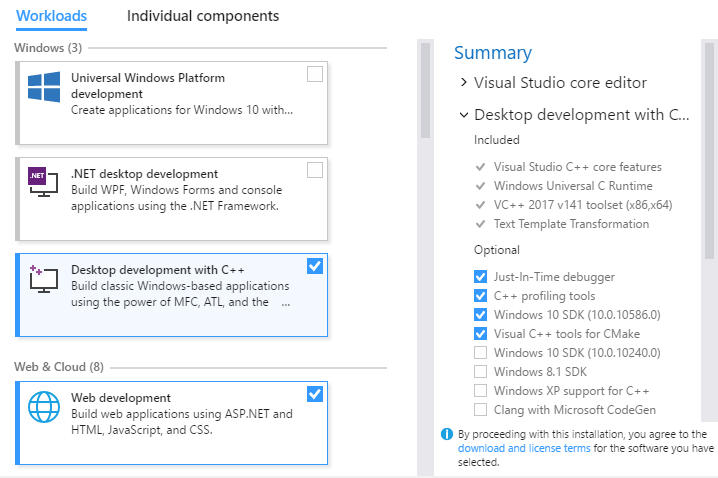 Workloads
Individual components
Windows (3)
Universal Windows Platform
development
Create applications for Windows 10 with...
.NET
.NET desktop development
Build WPF, Windows Forms and console
applications using the .NET Framework.
Desktop development with C++
Build classic Windows-based applications
using the power of MFC, ATL, and the ...
Web & Cloud (8)
Web development
Build web applications using ASP.NET and
HTML, JavaScript, and CSS.
Summary
Visual Studio core editor
Desktop development with C...
Included
Visual Studio C++ core features
Windows Universal C Runtime
VC++ 2017 v141 toolset (x86,x64)
Text Template Transformation
Optional
Just-In-Time debugger
C++ profiling tools
Windows 10 SDK (10.0.10586.0)
Visual C++ tools for CMake
Windows 10 SDK (10.0.10240.0)
Windows 8.1 SDK
Windows XP support for C++
Clang with Microsoft CodeGen
By proceeding with this installation, you agree to the
download and license terms for the software you have
selected.